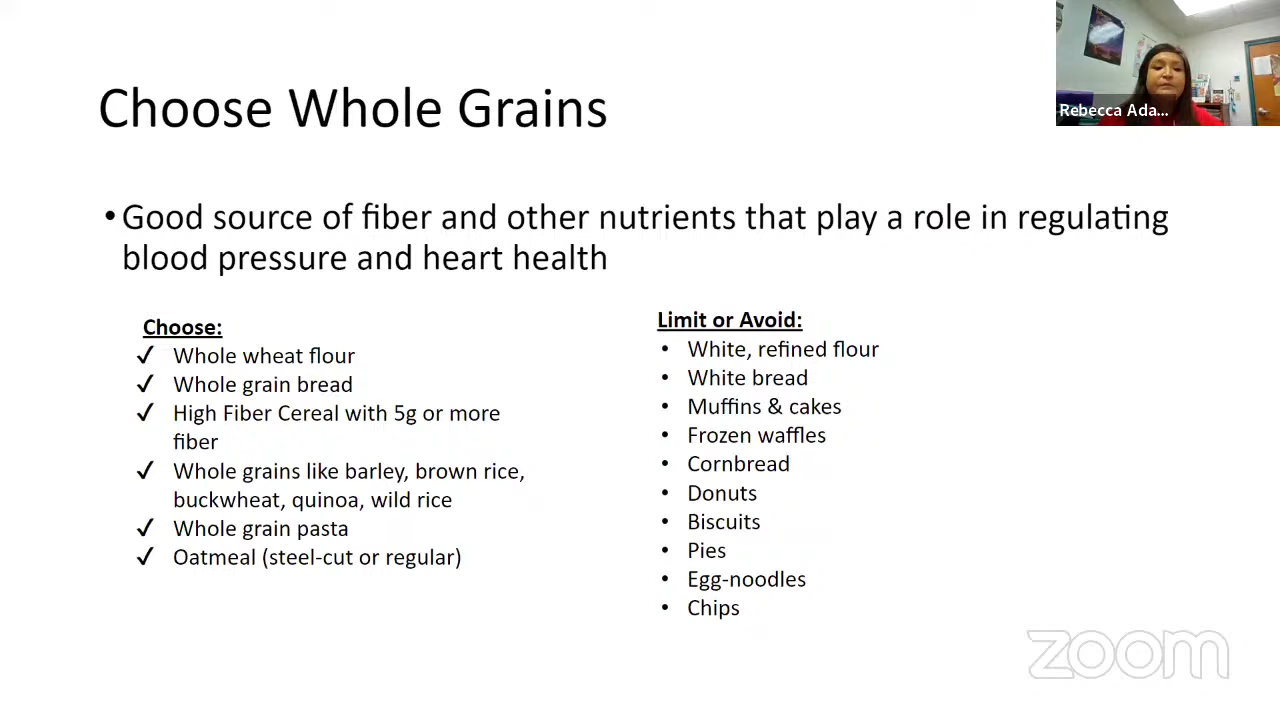 Rebecca Ada...
Choose Whole Grains
• Good source of fiber and other nutrients that play a role in regulating
blood pressure and heart health
Choose:
✓ Whole wheat flour
✓ Whole grain bread
✓ High Fiber Cereal with 5g or more
fiber
✓ Whole grains like barley, brown rice,
buckwheat, quinoa, wild rice
✓ Whole grain pasta
✓ Oatmeal (steel-cut or regular)
Limit or Avoid:
• White, refined flour
• White bread
• Muffins & cakes
• Frozen waffles
• Cornbread
• Donuts
• Biscuits
• Pies
• Egg-noodles
• Chips
zoom